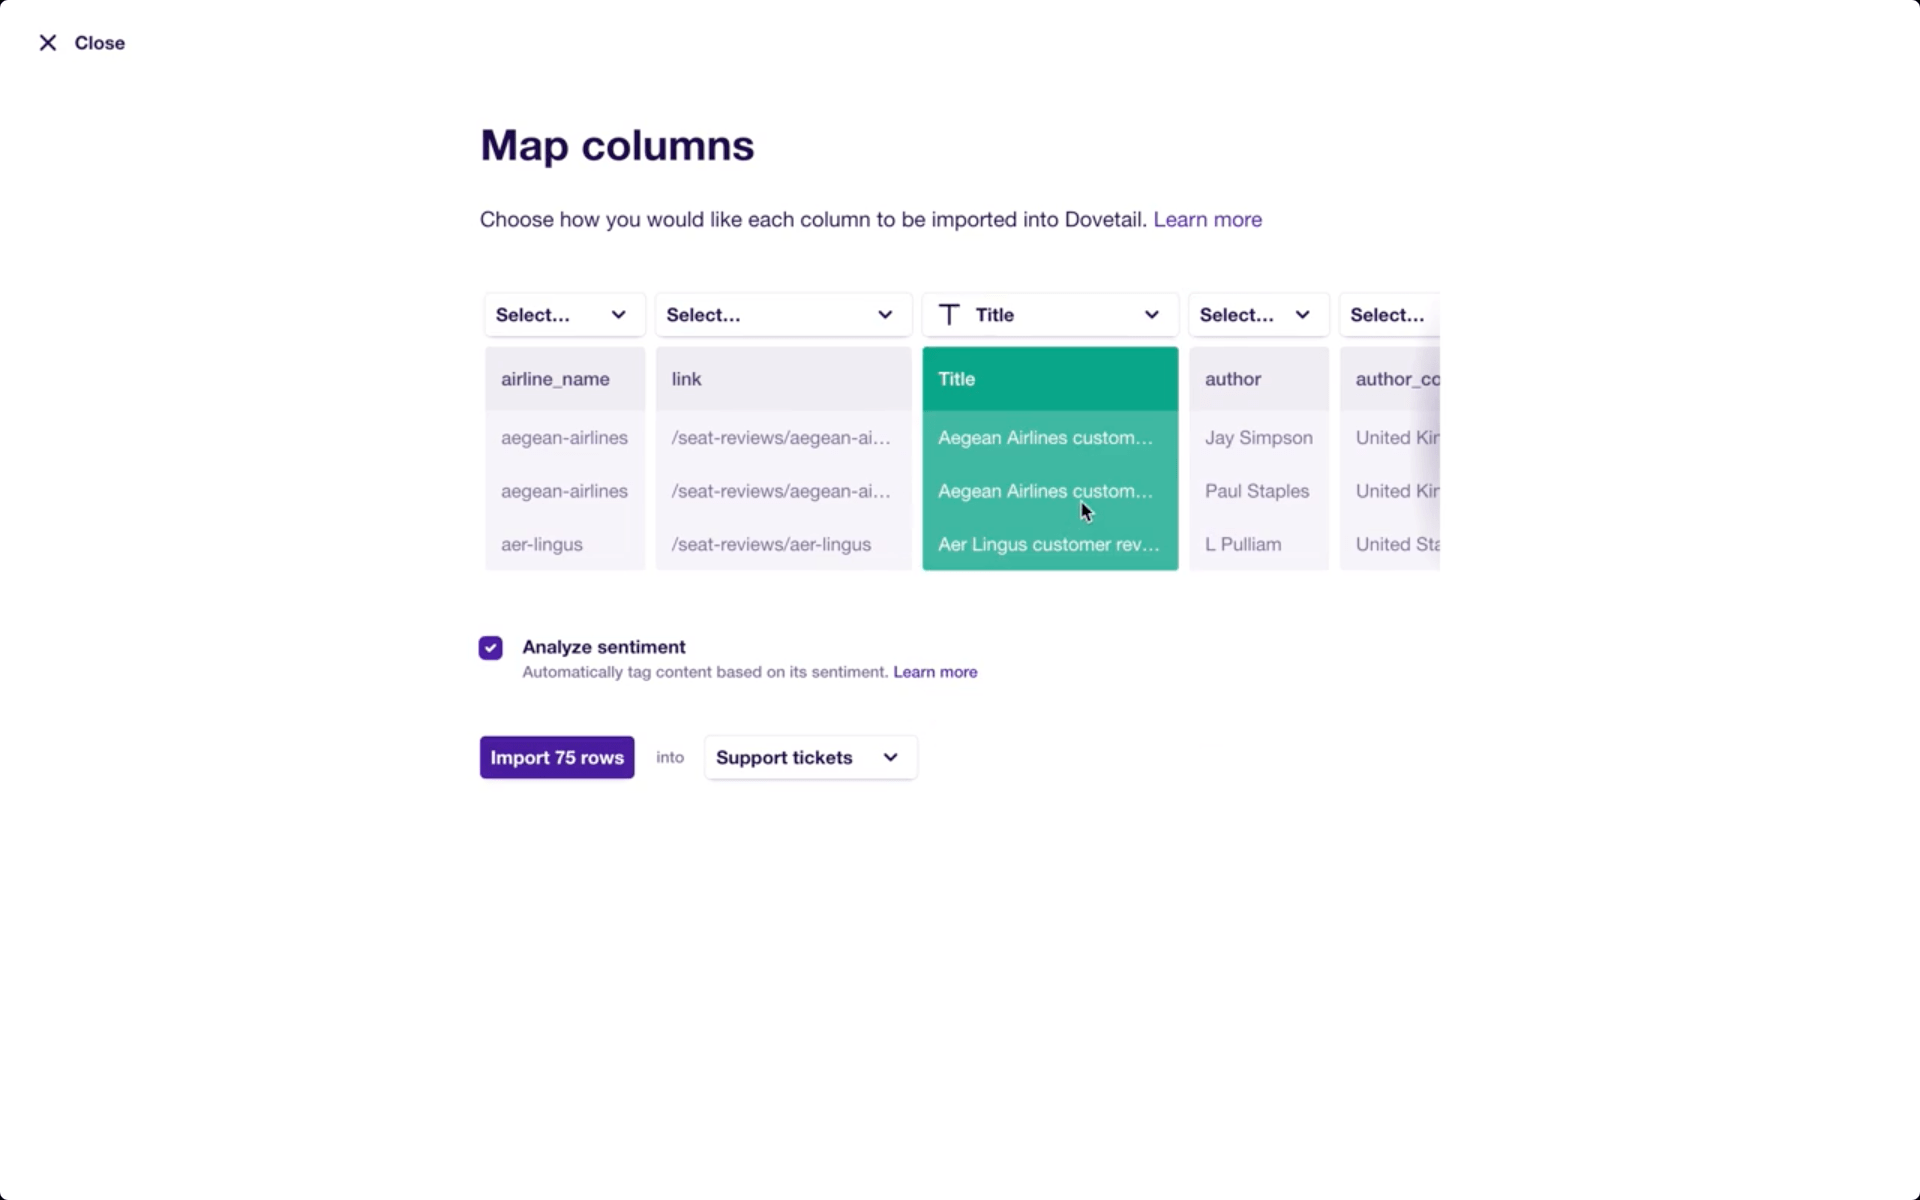 Close
Map columns
Choose how you would like each column to be imported into Dovetail. Learn more
Select... Select... Title Select... Select...
airline_name link Title author author_co
aegean-airlines /seat-reviews/aegean-ai... Aegean Airlines custom... Jay Simpson United Kin
aegean-airlines /seat-reviews/aegean-ai... Aegean Airlines custom... Paul Staples United Kin
aer-lingus /seat-reviews/aer-lingus Aer Lingus customer rev... L Pulliam United Sta
Analyze sentiment
Automatically tag content based on its sentiment. Learn more
Import 75 rows into Support tickets